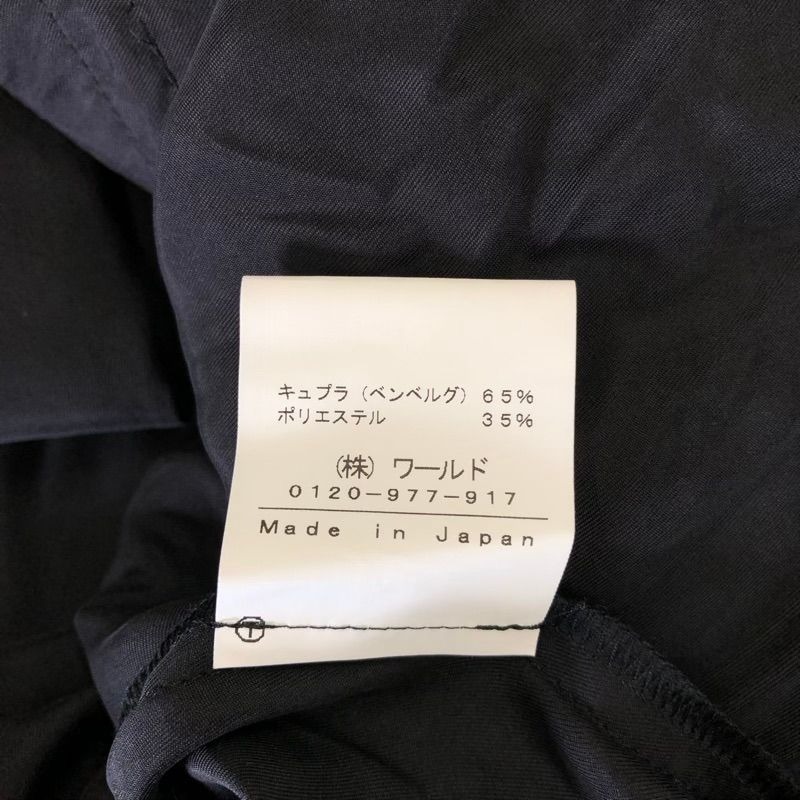 キュプラ（ベンベルグ）65%
ポリエステル 35%
（株）ワールド
0120-977-917
Made in Japan
T